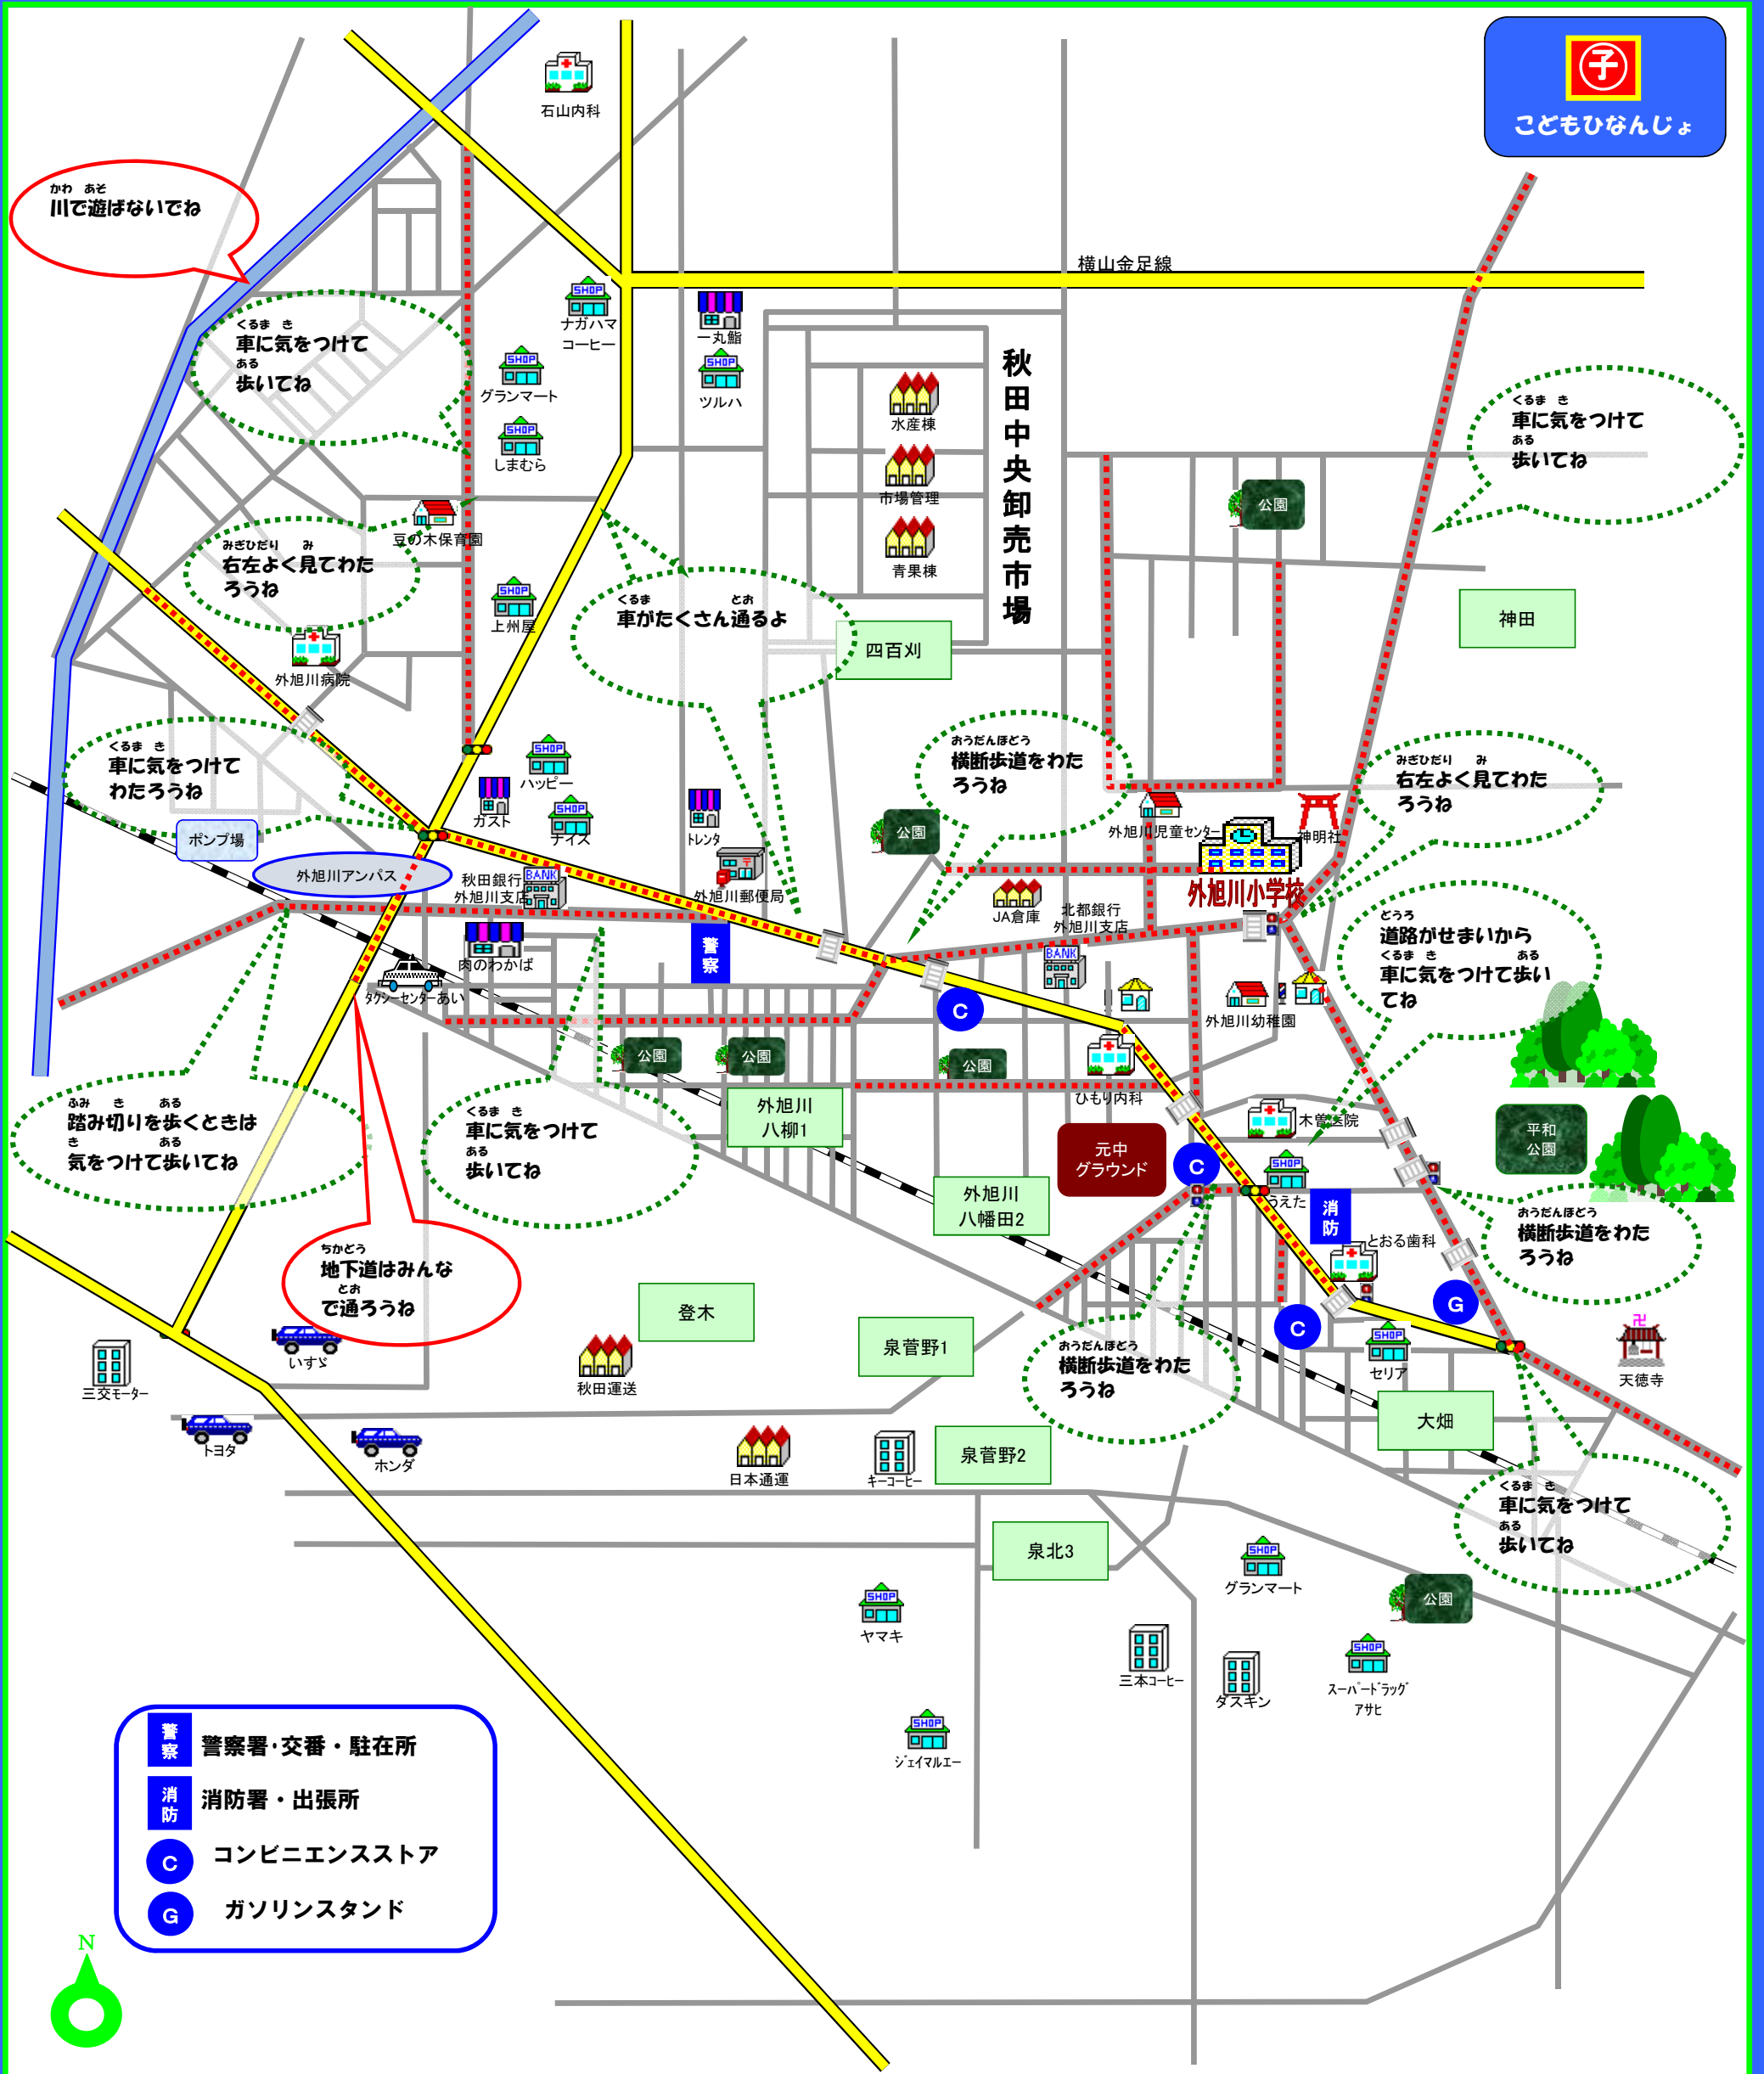 子
こどもひなんじょ
石山内科
かわ あそ
川で遊ばないでね
横山金足線
くるま き
車に気をつけて
ある
歩いてね
SHOP
ナガハマ
コーヒー
一丸鮨
SHOP
グランマート
SHOP
ツルハ
SHOP
しまむら
秋田中央卸売市場
水産棟
市場管理
青果棟
くるま き
車に気をつけて
ある
歩いてね
公園
豆の木保育園
みぎひだり み
右左よく見てわた
ろうね
SHOP
上州屋
くるま とお
車がたくさん通るよ
四百刈
神田
外旭川病院
くるま き
車に気をつけて
わたろうね
SHOP
ハッピー
ガスト
SHOP
ナイス
トレンタ
おうだんほどう
横断歩道をわた
ろうね
みぎひだり み
右左よく見てわた
ろうね
ポンプ場
公園
外旭川児童センター
神明社
外旭川アンパス
秋田銀行
外旭川支店
BANK
外旭川郵便局
外旭川小学校
JA倉庫
北都銀行
外旭川支店
BANK
警察
肉のわかば
タクシーセンターあい
どうろ
道路がせまいから
くるま き ある
車に気をつけて歩い
てね
C
外旭川幼稚園
公園
公園
公園
ひもり内科
ふみ き ある
踏み切りを歩くときは
き ある
気をつけて歩いてね
くるま き
車に気をつけて
ある
歩いてね
外旭川
八柳1
元中
グラウンド
木曽医院
平和
公園
C
SHOP
うえた
外旭川
八幡田2
消防
とおる歯科
おうだんほどう
横断歩道をわた
ろうね
ちかどう
地下道はみんな
とお
で通ろうね
登木
泉菅野1
C
G
SHOP
セリア
卍
天徳寺
三交モーター
いすゞ
秋田運送
おうだんほどう
横断歩道をわた
ろうね
大畑
トヨタ
ホンダ
日本通運
キーコーヒー
泉菅野2
くるま き
車に気をつけて
ある
歩いてね
泉北3
SHOP
グランマート
公園
SHOP
ヤマキ
三本コーヒー
ダスキン
SHOP
スーパードラッグ
アサヒ
SHOP
ジェイマルエー
警察
警察署・交番・駐在所
消防
消防署・出張所
C
コンビニエンスストア
G
ガソリンスタンド
N